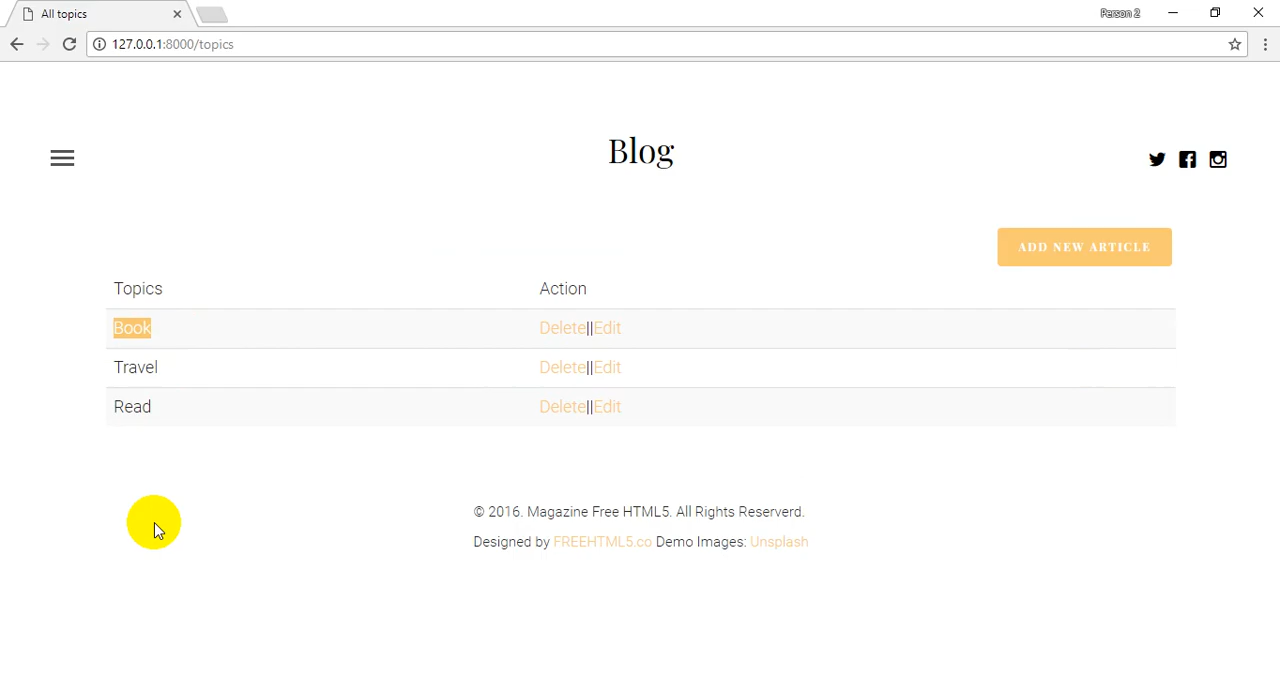 All topics
Person 2
127.0.0.1:8000/topics
Blog
ADD NEW ARTICLE
Topics Action
Book Delete||Edit
Travel Delete||Edit
Read Delete||Edit
© 2016. Magazine Free HTML5. All Rights Reserverd.
Designed by FREEHTML5.co Demo Images: Unsplash